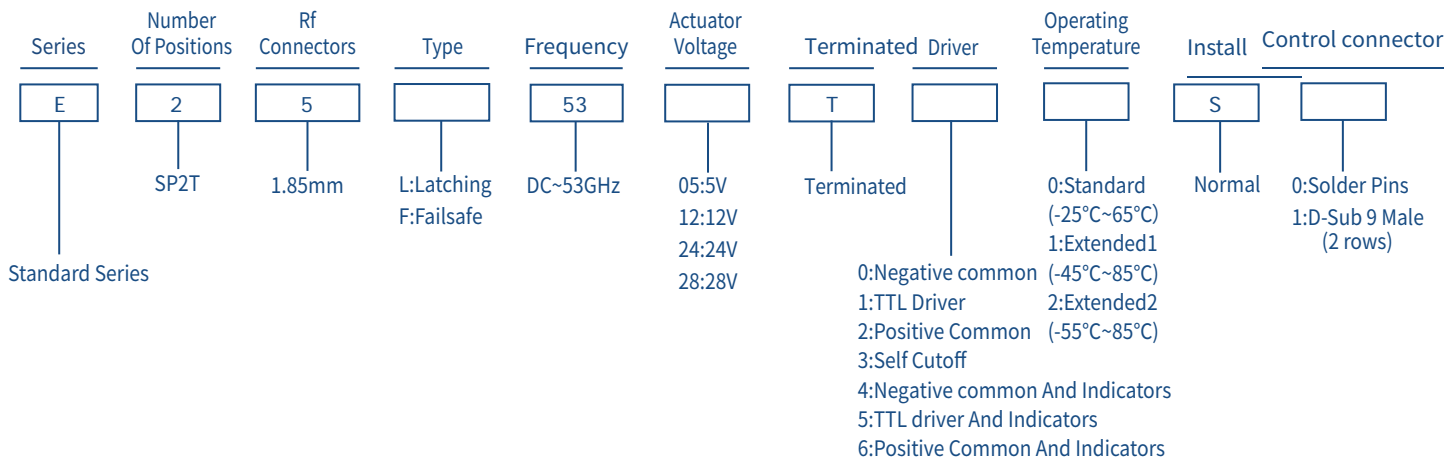 Series
Number
Of Positions
Rf
Connectors
Type
Frequency
Actuator
Voltage
Terminated
Driver
Operating
Temperature
Install
Control connector
E
2
5
53
T
S
Standard Series
SP2T
1.85mm
L:Latching
F:Failsafe
DC~53GHz
05:5V
12:12V
24:24V
28:28V
Terminated
0:Negative common
1:TTL Driver
2:Positive Common
3:Self Cutoff
4:Negative common And Indicators
5:TTL driver And Indicators
6:Positive Common And Indicators
0:Standard
(-25°C~65°C)
1:Extended1
(-45°C~85°C)
2:Extended2
(-55°C~85°C)
Normal
0:Solder Pins
1:D-Sub 9 Male
(2 rows)